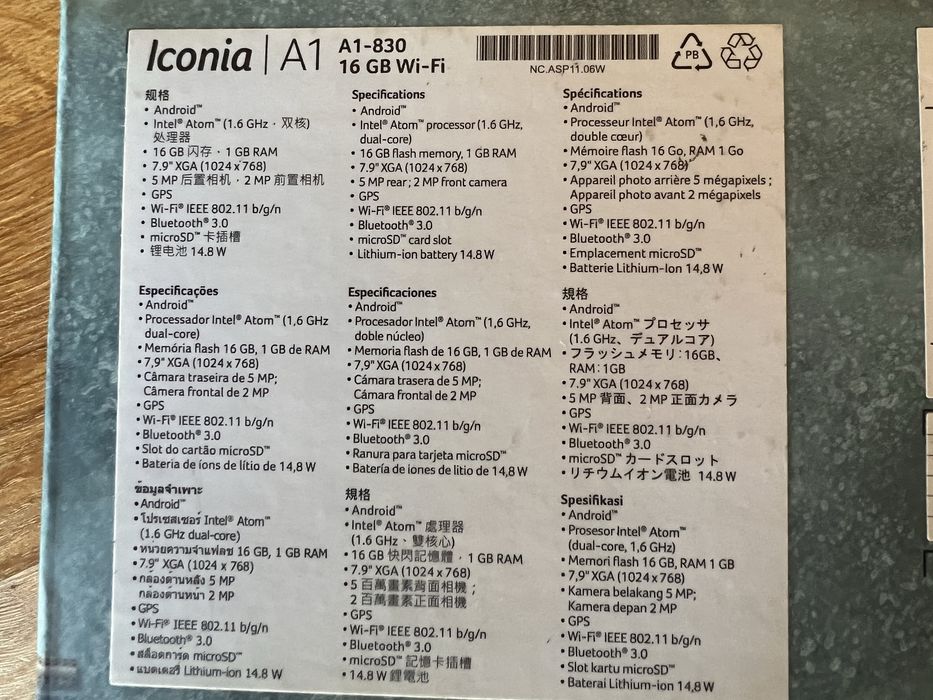 Iconia | A1
A1-830
16 GB Wi-Fi
NC.ASP11.06W
PB
规格
• Android™
• Intel® Atom™ (1.6 GHz，双核)
处理器
• 16 GB 闪存，1 GB RAM
• 7.9" XGA (1024 x 768)
• 5 MP 后置相机，2 MP 前置相机
• GPS
• Wi-Fi® IEEE 802.11 b/g/n
• Bluetooth® 3.0
• microSD™ 卡插槽
• 锂电池 14.8 W
Specifications
• Android™
• Intel® Atom™ processor (1.6 GHz,
dual-core)
• 16 GB flash memory, 1 GB RAM
• 7.9" XGA (1024 x 768)
• 5 MP rear; 2 MP front camera
• GPS
• Wi-Fi® IEEE 802.11 b/g/n
• Bluetooth® 3.0
• microSD™ card slot
• Lithium-ion battery 14.8 W
Spécifications
• Android™
• Processeur Intel® Atom™ (1,6 GHz,
double cœur)
• Mémoire flash 16 Go, RAM 1 Go
• 7,9" XGA (1024 x 768)
• Appareil photo arrière 5 mégapixels ;
Appareil photo avant 2 mégapixels
• GPS
• Wi-Fi® IEEE 802.11 b/g/n
• Bluetooth® 3.0
• Emplacement microSD™
• Batterie Lithium-Ion 14,8 W
Especificações
• Android™
• Processador Intel® Atom™ (1,6 GHz
dual-core)
• Memória flash 16 GB, 1 GB de RAM
• 7,9" XGA (1024 x 768)
• Câmara traseira de 5 MP;
Câmera frontal de 2 MP
• GPS
• Wi-Fi® IEEE 802.11 b/g/n
• Bluetooth® 3.0
• Slot do cartão microSD™
• Bateria de íons de lítio de 14,8 W
Especificaciones
• Android™
• Procesador Intel® Atom™ (1,6 GHz,
doble núcleo)
• Memoria flash de 16 GB, 1 GB de RAM
• 7,9" XGA (1024 x 768)
• Cámara trasera de 5 MP;
Cámara frontal de 2 MP
• GPS
• Wi-Fi® IEEE 802.11 b/g/n
• Bluetooth® 3.0
• Ranura para tarjeta microSD™
• Batería de iones de litio de 14,8 W
規格
• Android™
• Intel® Atom™ プロセッサ
(1.6 GHz、デュアルコア)
• フラッシュメモリ：16GB、
RAM：1GB
• 7.9" XGA (1024 x 768)
• 5 MP 背面、2 MP 正面カメラ
• GPS
• Wi-Fi® IEEE 802.11 b/g/n
• Bluetooth® 3.0
• microSD™ カードスロット
• リチウムイオン電池 14.8 W
ข้อมูลจำเพาะ
• Android™
• โปรเซสเซอร์ Intel® Atom™
(1.6 GHz dual-core)
• หน่วยความจำแฟลช 16 GB, 1 GB RAM
• 7.9" XGA (1024 x 768)
• กล้องด้านหลัง 5 MP
กล้องด้านหน้า 2 MP
• GPS
• Wi-Fi® IEEE 802.11 b/g/n
• Bluetooth® 3.0
• สล็อตการ์ด microSD™
• แบตเตอรี่ Lithium-ion 14.8 W
規格
• Android™
• Intel® Atom™ 處理器
(1.6 GHz、雙核心)
• 16 GB 快閃記憶體，1 GB RAM
• 7.9" XGA (1024 x 768)
• 5 百萬畫素背面相機；
2 百萬畫素正面相機
• GPS
• Wi-Fi® IEEE 802.11 b/g/n
• Bluetooth® 3.0
• microSD™ 記憶卡插槽
• 14.8 W 鋰電池
Spesifikasi
• Android™
• Prosesor Intel® Atom™
(dual-core, 1,6 GHz)
• Memori flash 16 GB, RAM 1 GB
• 7,9" XGA (1024 x 768)
• Kamera belakang 5 MP;
Kamera depan 2 MP
• GPS
• Wi-Fi® IEEE 802.11 b/g/n
• Bluetooth® 3.0
• Slot kartu microSD™
• Baterai Lithium-Ion 14,8 W